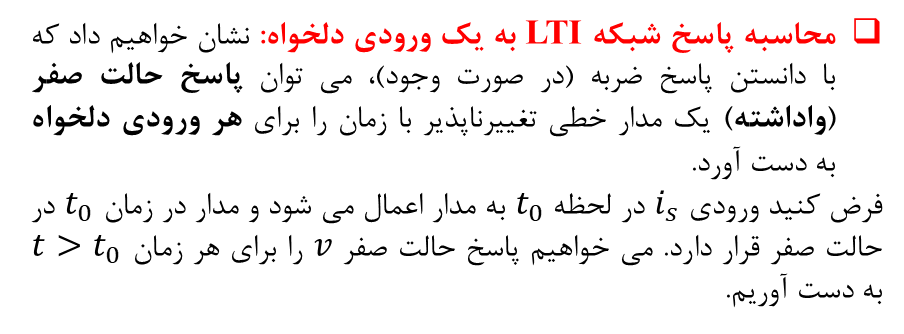 ❑ محاسبه پاسخ شبکه LTI به یک ورودی دلخواه: نشان خواهیم داد که
با دانستن پاسخ ضربه (در صورت وجود)، می توان پاسخ حالت صفر
(واداشته) یک مدار خطی تغییرناپذیر با زمان را برای هر ورودی دلخواه
به دست آورد.
فرض کنید ورودی i_s در لحظه t_0 به مدار اعمال می شود و مدار در زمان t_0 در
حالت صفر قرار دارد. می خواهیم پاسخ حالت صفر v را برای هر زمان t > t_0
به دست آوریم.